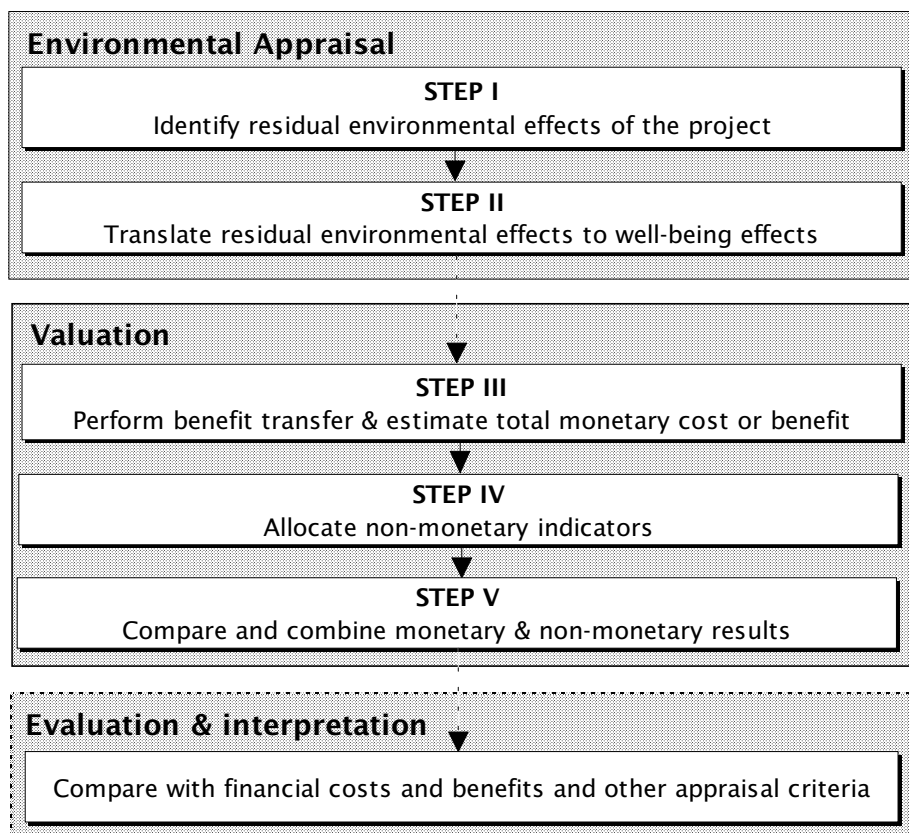 Environmental Appraisal
STEP I
Identify residual environmental effects of the project
STEP II
Translate residual environmental effects to well-being effects
Valuation
STEP III
Perform benefit transfer & estimate total monetary cost or benefit
STEP IV
Allocate non-monetary indicators
STEP V
Compare and combine monetary & non-monetary results
Evaluation & interpretation
Compare with financial costs and benefits and other appraisal criteria